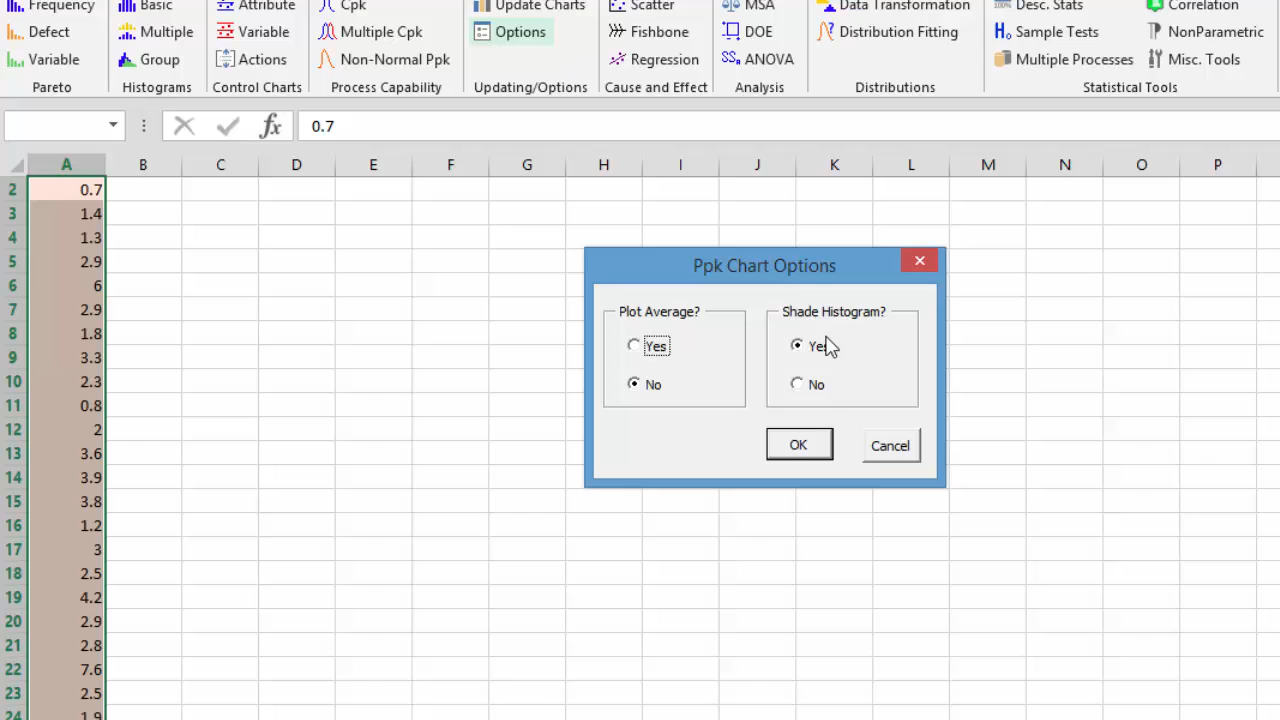 Frequency Basic Attribute Cpk Update Charts Scatter MSA Data Transformation Desc. Stats Correlation
Defect Multiple Variable Multiple Cpk Options Fishbone DOE Distribution Fitting Sample Tests NonParametric
Variable Group Actions Non-Normal Ppk Regression ANOVA Multiple Processes Misc. Tools
Pareto Histograms Control Charts Process Capability Updating/Options Cause and Effect Analysis Distributions Statistical Tools
fx 0.7
A B C D E F G H I J K L M N O P
2 0.7
3 1.4
4 1.3
5 2.9
6 6
7 2.9
8 1.8
9 3.3
10 2.3
11 0.8
12 2
13 3.6
14 3.9
15 3.8
16 1.2
17 3
18 2.5
19 4.2
20 2.9
21 2.8
22 7.6
23 2.5
24 1.9
Ppk Chart Options
Plot Average? Shade Histogram?
Yes Yes
No No
OK Cancel